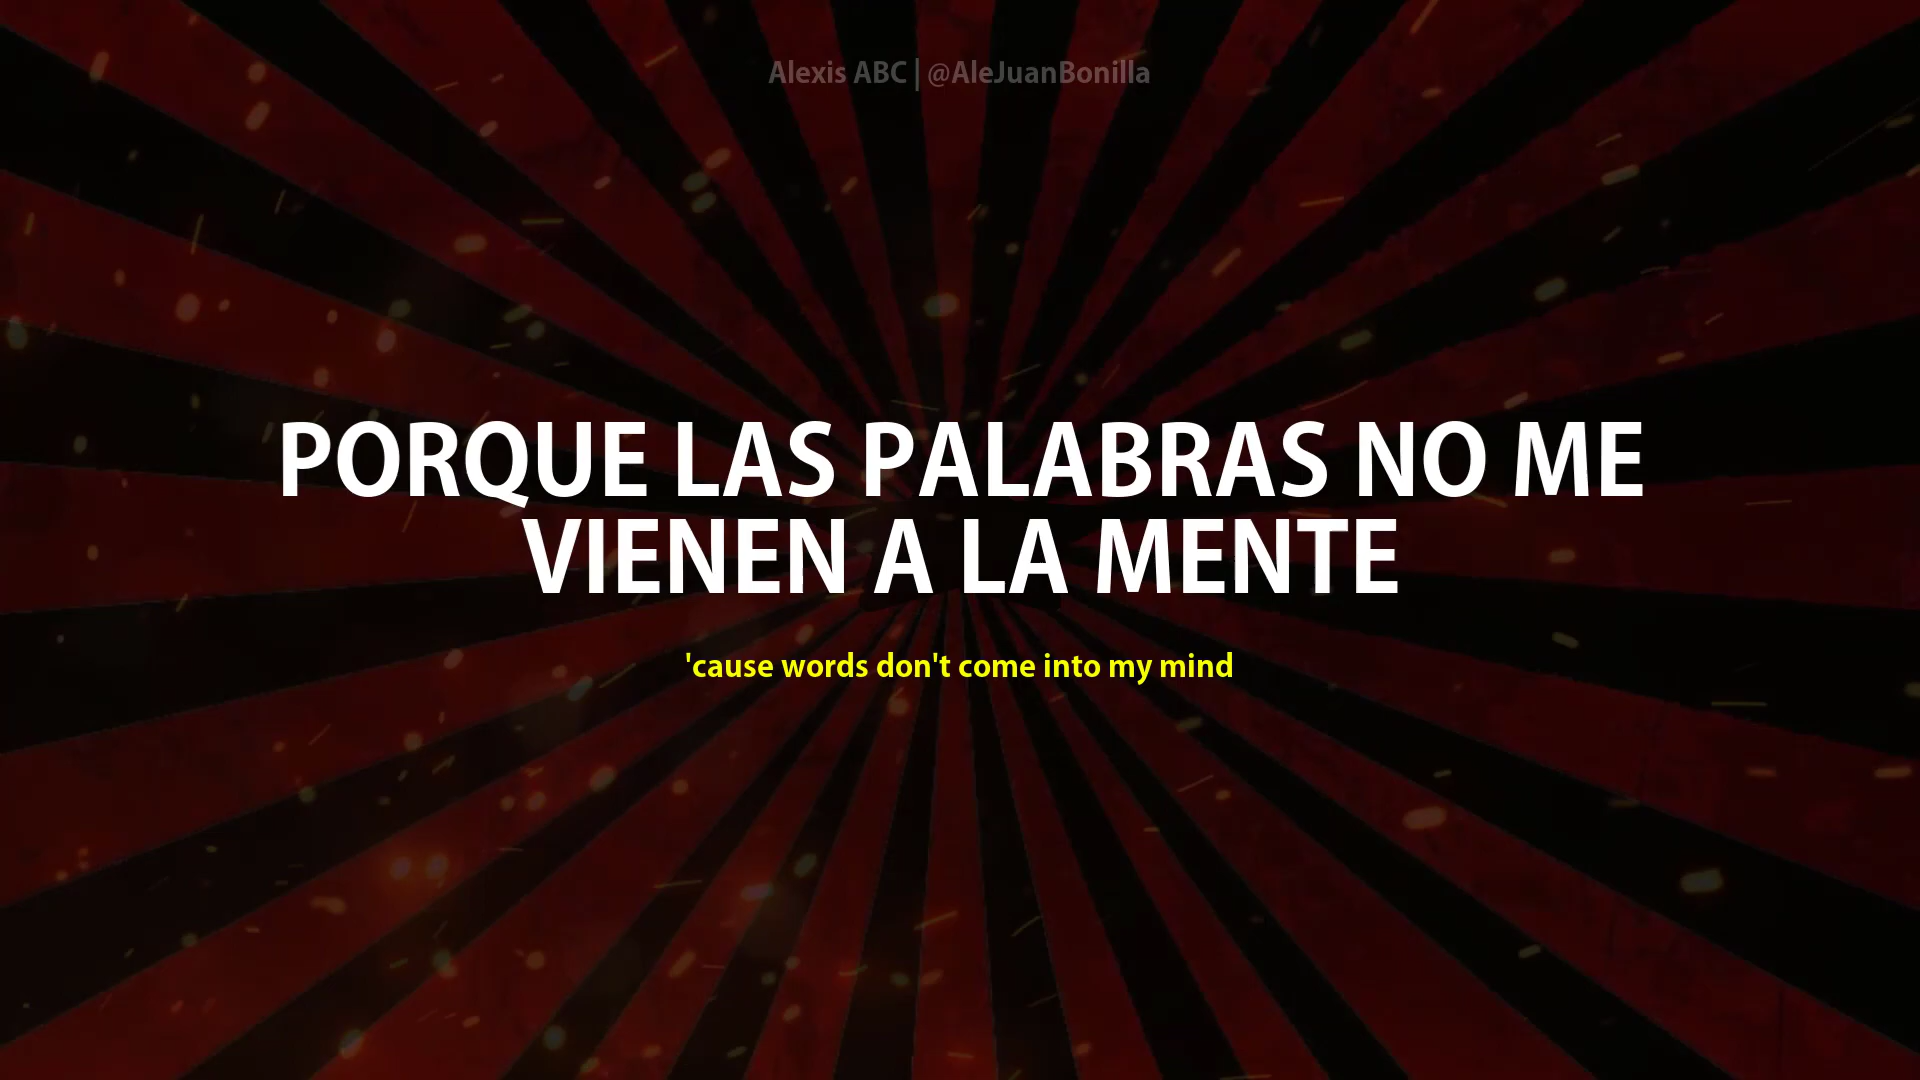 Alexis ABC | @AleJuanBonilla
PORQUE LAS PALABRAS NO ME
VIENEN A LA MENTE
'cause words don't come into my mind